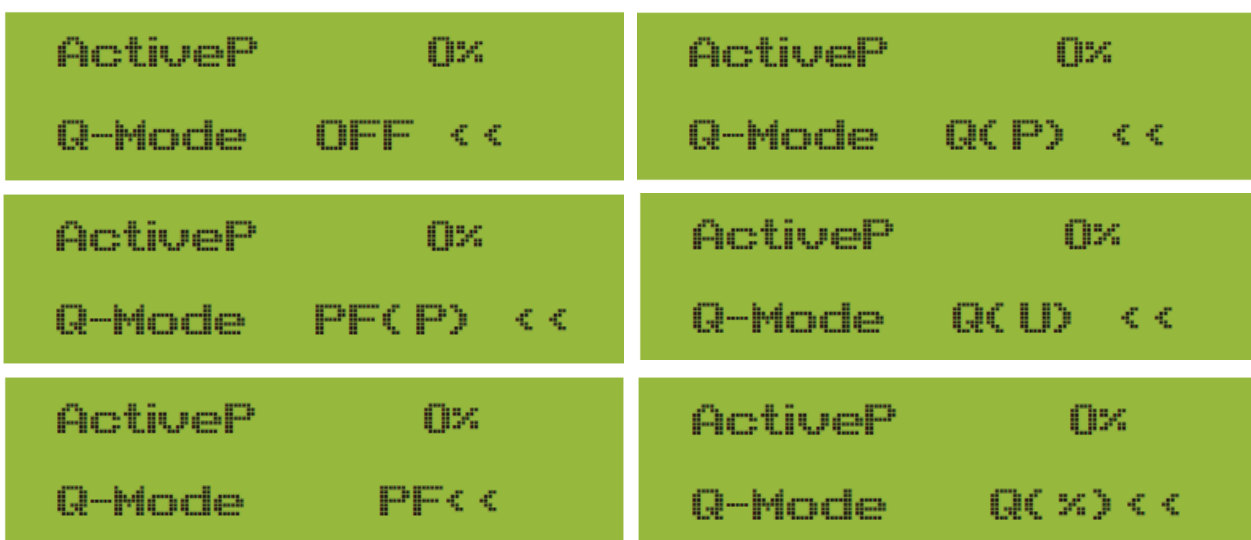 ActiveP 0%
Q-Mode OFF <<
ActiveP 0%
Q-Mode Q(P) <<
ActiveP 0%
Q-Mode PF(P) <<
ActiveP 0%
Q-Mode Q(U) <<
ActiveP 0%
Q-Mode PF<<
ActiveP 0%
Q-Mode Q(%)<<